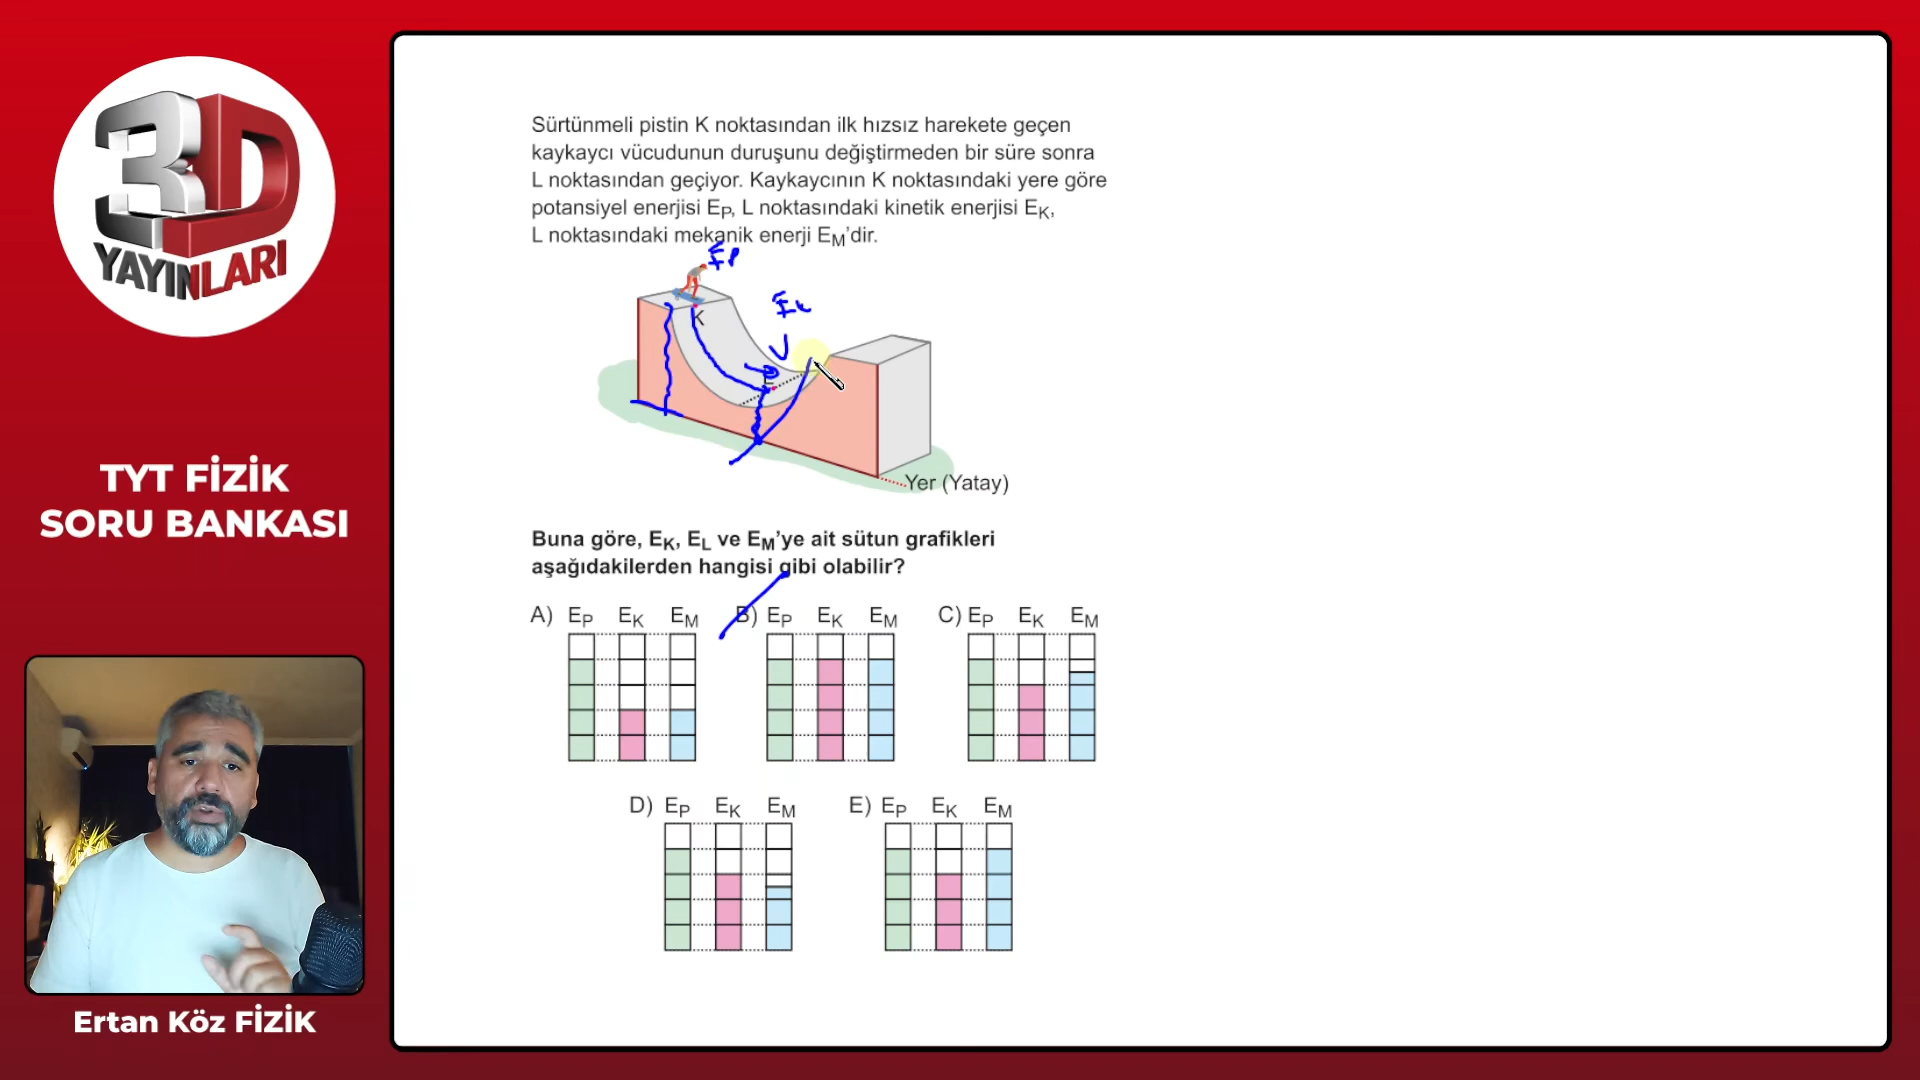 3D
YAYINLARI
TYT FİZİK
SORU BANKASI
Ertan Köz FİZİK
Sürtünmeli pistin K noktasından ilk hızsız harekete geçen
kaykaycı vücudunun duruşunu değiştirmeden bir süre sonra
L noktasından geçiyor. Kaykaycının K noktasındaki yere göre
potansiyel enerjisi EP, L noktasındaki kinetik enerjisi EK,
L noktasındaki mekanik enerji EM'dir.
EP
K
Yer (Yatay)
Buna göre, EK, EL ve EM'ye ait sütun grafikleri
aşağıdakilerden hangisi gibi olabilir?
A) EP EK EM
B) EP EK EM
C) EP EK EM
D) EP EK EM
E) EP EK EM